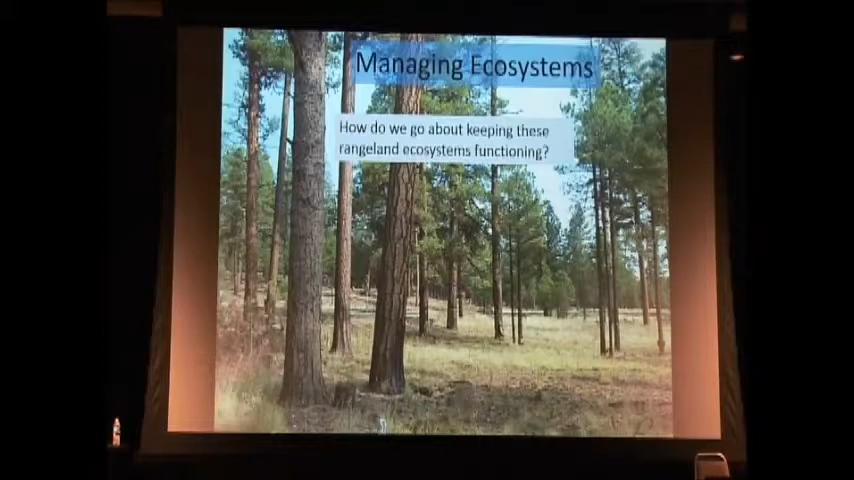 Managing Ecosystems
How do we go about keeping these
rangeland ecosystems functioning?